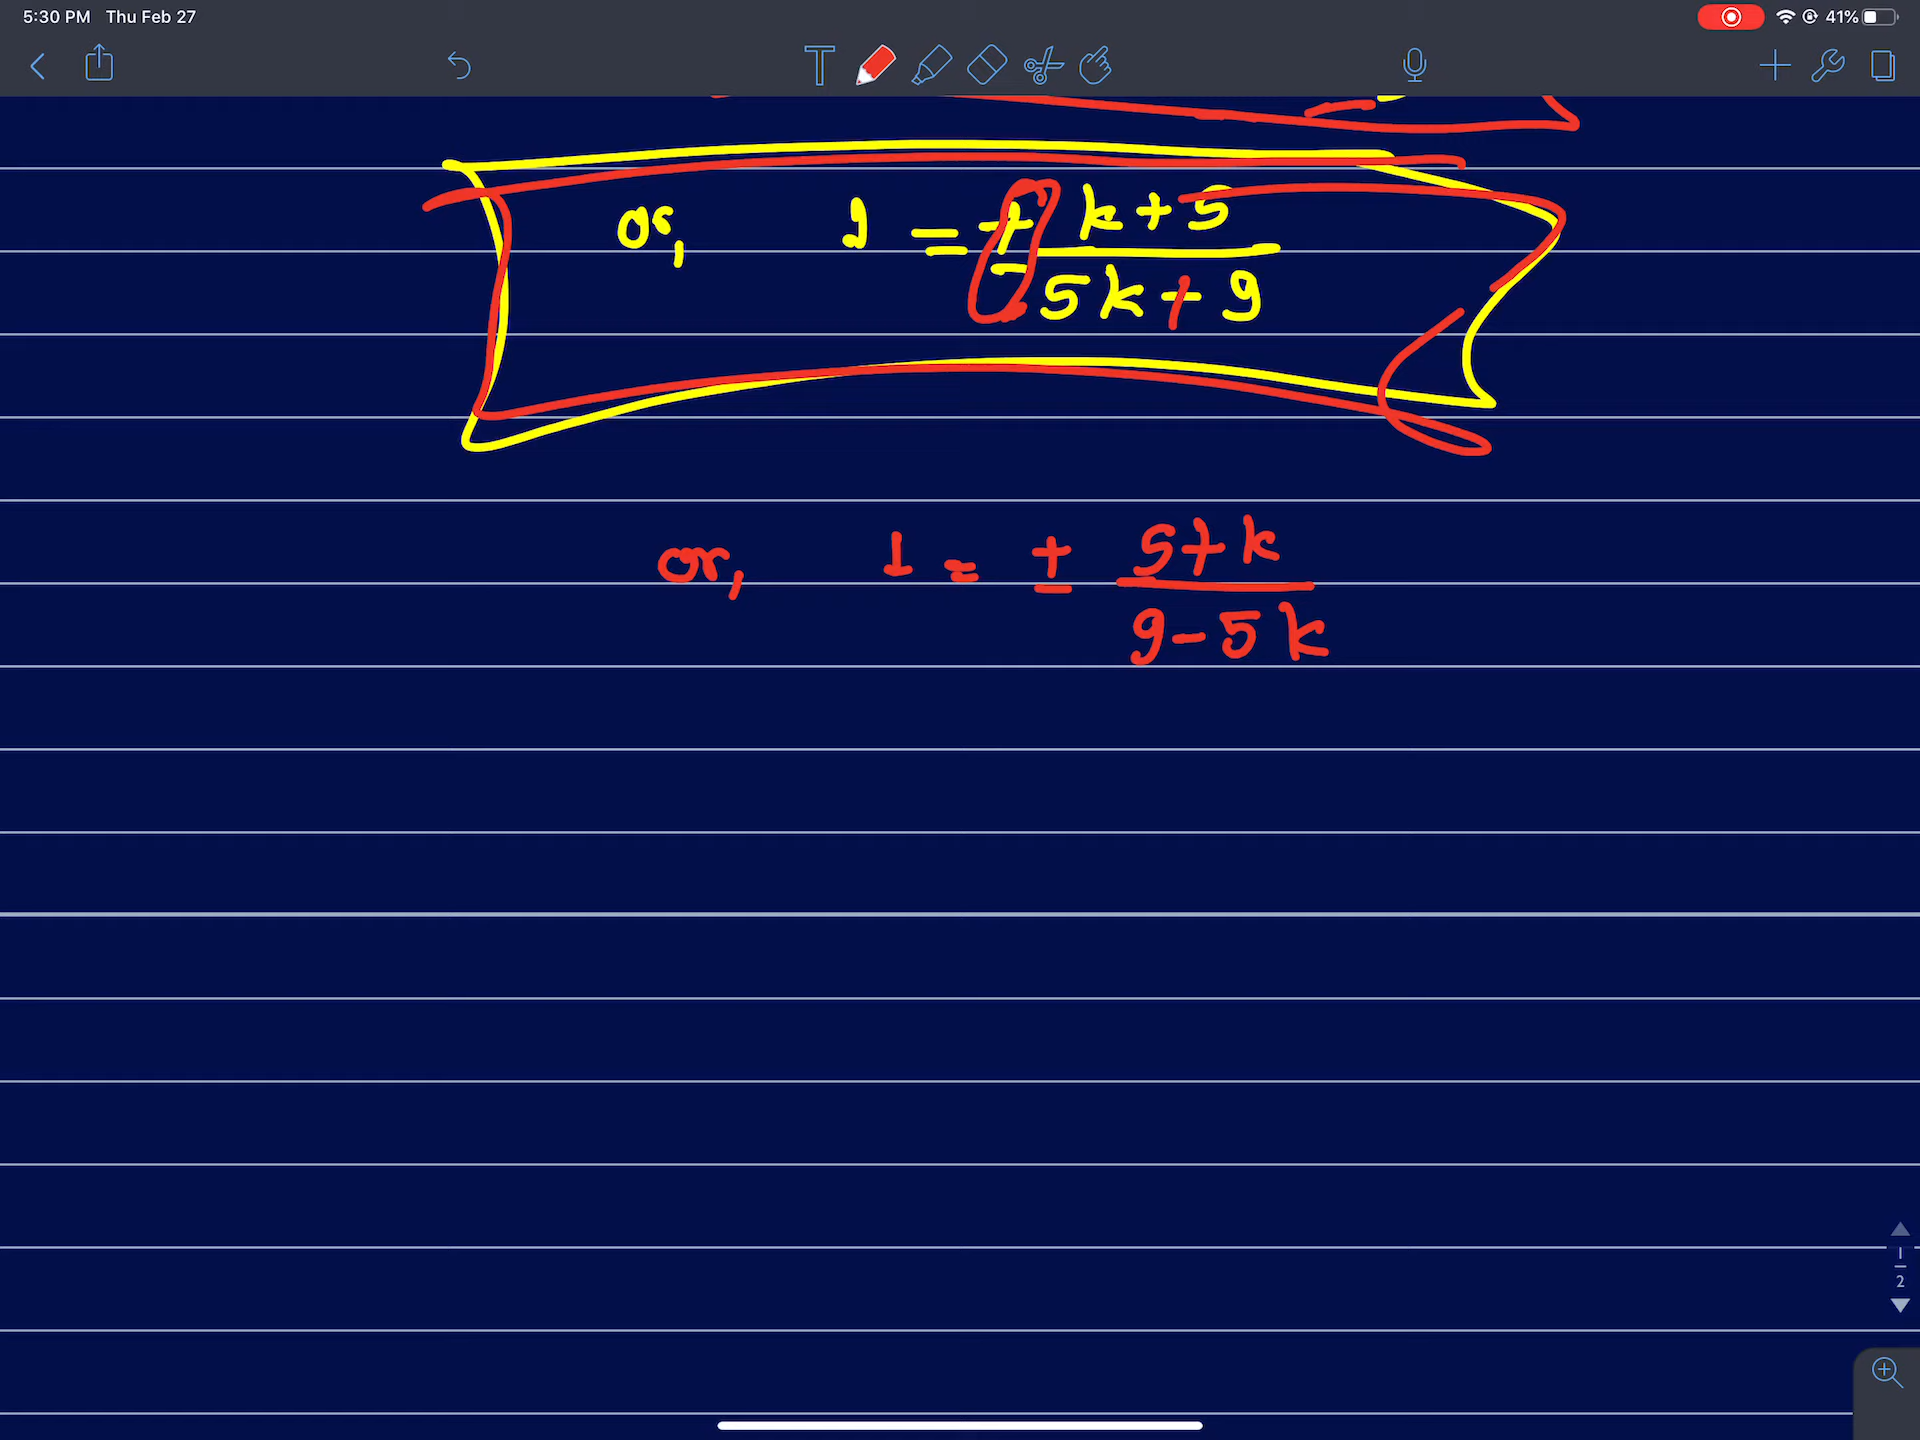 5:30 PM Thu Feb 27
41%
T
or, 1 = ± k + 5
5k + 9
or, 1 = ± 5 + k
9 - 5k
1
2